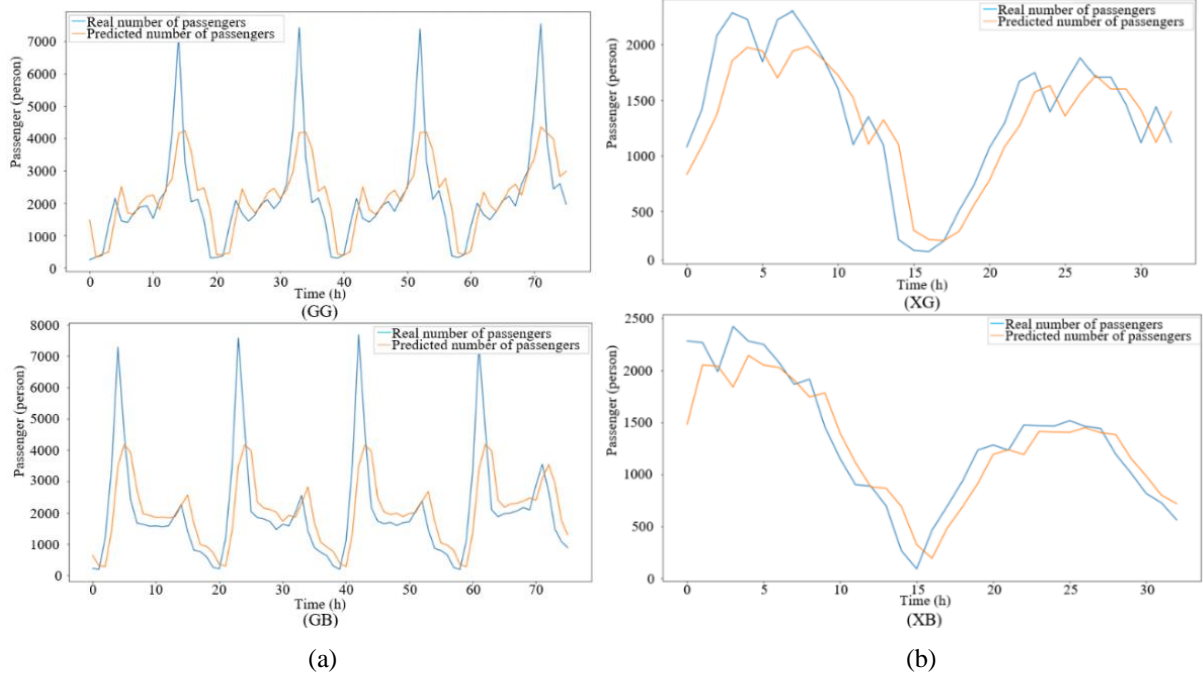 Real number of passengers
Predicted number of passengers
7000
6000
5000
4000
3000
2000
1000
0
Passenger (person)
0 10 20 30 40 50 60 70
Time (h)
(GG)
Real number of passengers
Predicted number of passengers
2000
1500
1000
500
0
Passenger (person)
0 5 10 15 20 25 30
Time (h)
(XG)
Real number of passengers
Predicted number of passengers
8000
7000
6000
5000
4000
3000
2000
1000
0
Passenger (person)
0 10 20 30 40 50 60 70
Time (h)
(GB)
Real number of passengers
Predicted number of passengers
2500
2000
1500
1000
500
0
Passenger (person)
0 5 10 15 20 25 30
Time (h)
(XB)
(a)
(b)